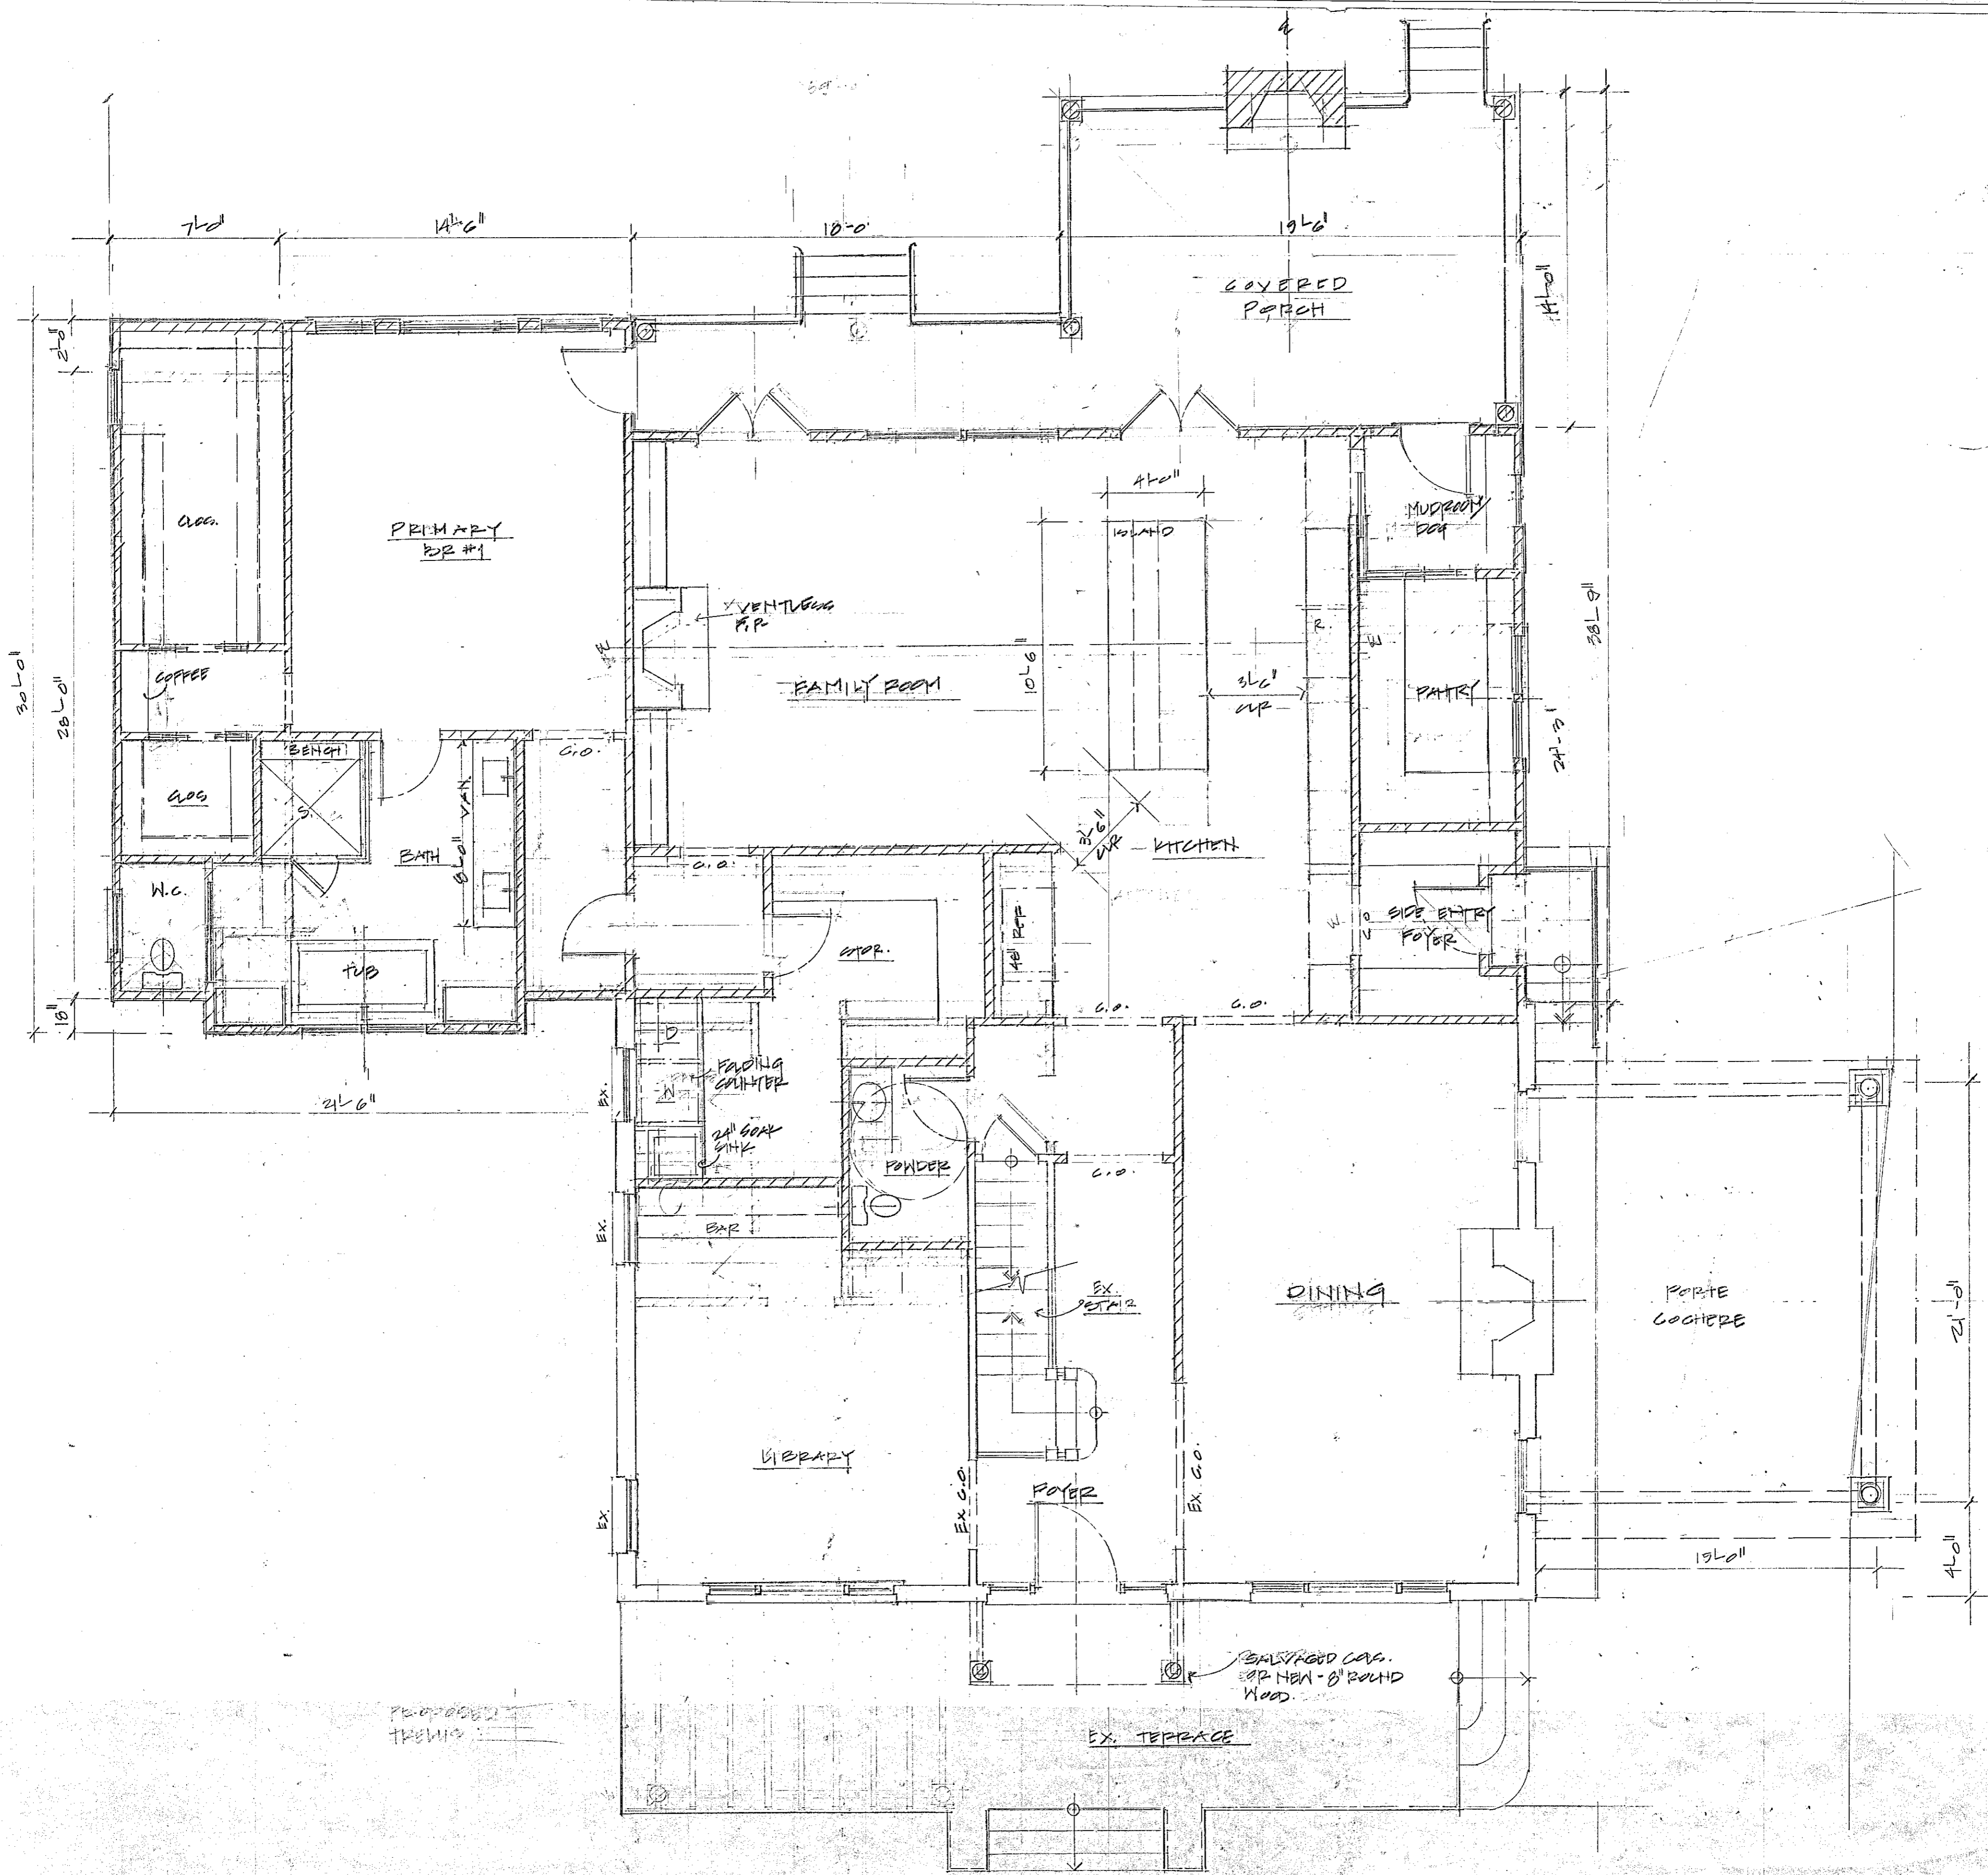 7'-0"
14'-6"
18'-0"
19'-6"
COVERED
PORCH
14'-0"
2'-0"
30'-0"
28'-0"
18"
21'-6"
CLOS.
PRIMARY
BR #1
COFFEE
BENCH
CLOS
S.
BATH
8'-0" VAN.
W.C.
TUB
C.O.
VENTLESS
F.P.
FAMILY ROOM
4'-0"
ISLAND
10'-6"
3'-6"
CLR
3'-6"
CLR
KITCHEN
R.
MUDROOM
DOG
PANTRY
38'-9"
24'-3"
SIDE ENTRY
FOYER
C.O.
C.O.
STOR.
48" REF
C.O.
C.O.
D
W
FOLDING
COUNTER
24" SOAK
SINK
EX.
EX.
EX.
POWDER
C.O.
BAR
EX.
STAIR
DINING
PORTE
COCHERE
21'-0"
LIBRARY
FOYER
EX C.O.
EX. C.O.
15'-0"
4'-0"
SALVAGED COLS.
OR NEW - 8" ROUND
WOOD.
PROPOSED
EX. TERRACE